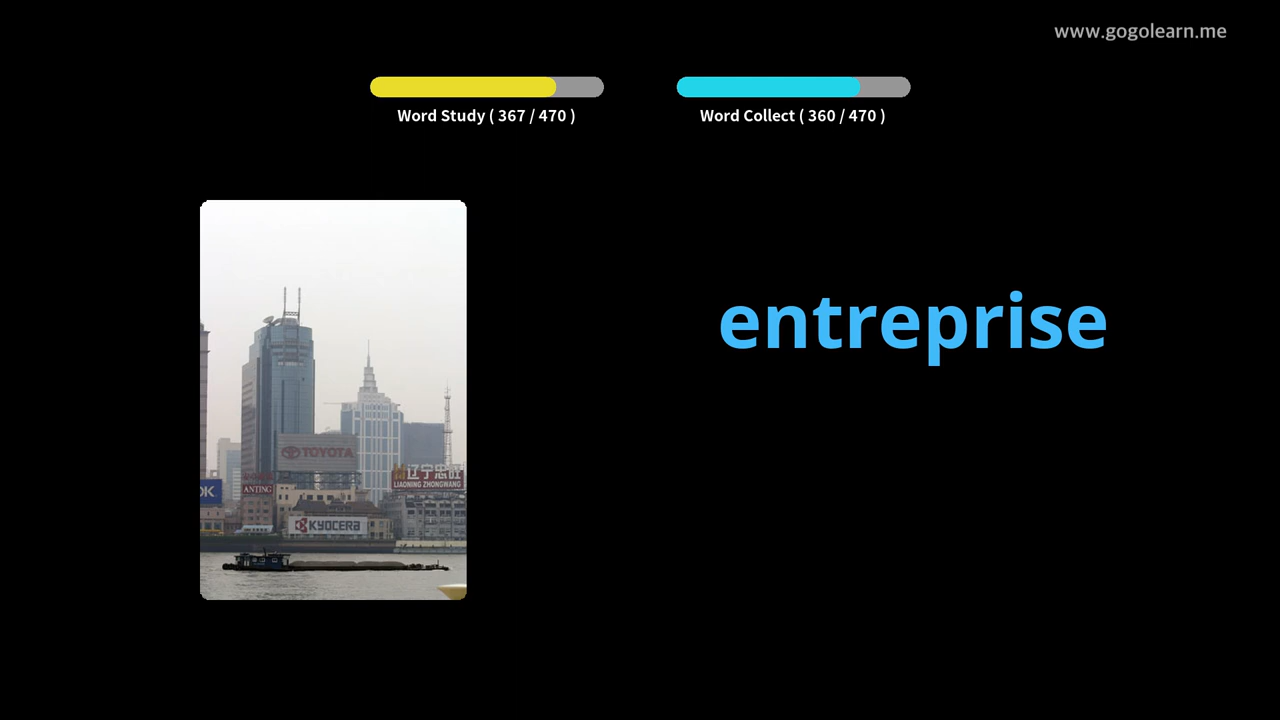 www.gogolearn.me
Word Study ( 367 / 470 )
Word Collect ( 360 / 470 )
entreprise
TOYOTA
辽宁忠旺
LIAONING ZHONGWANG
OK
ANTING
KYOCERA